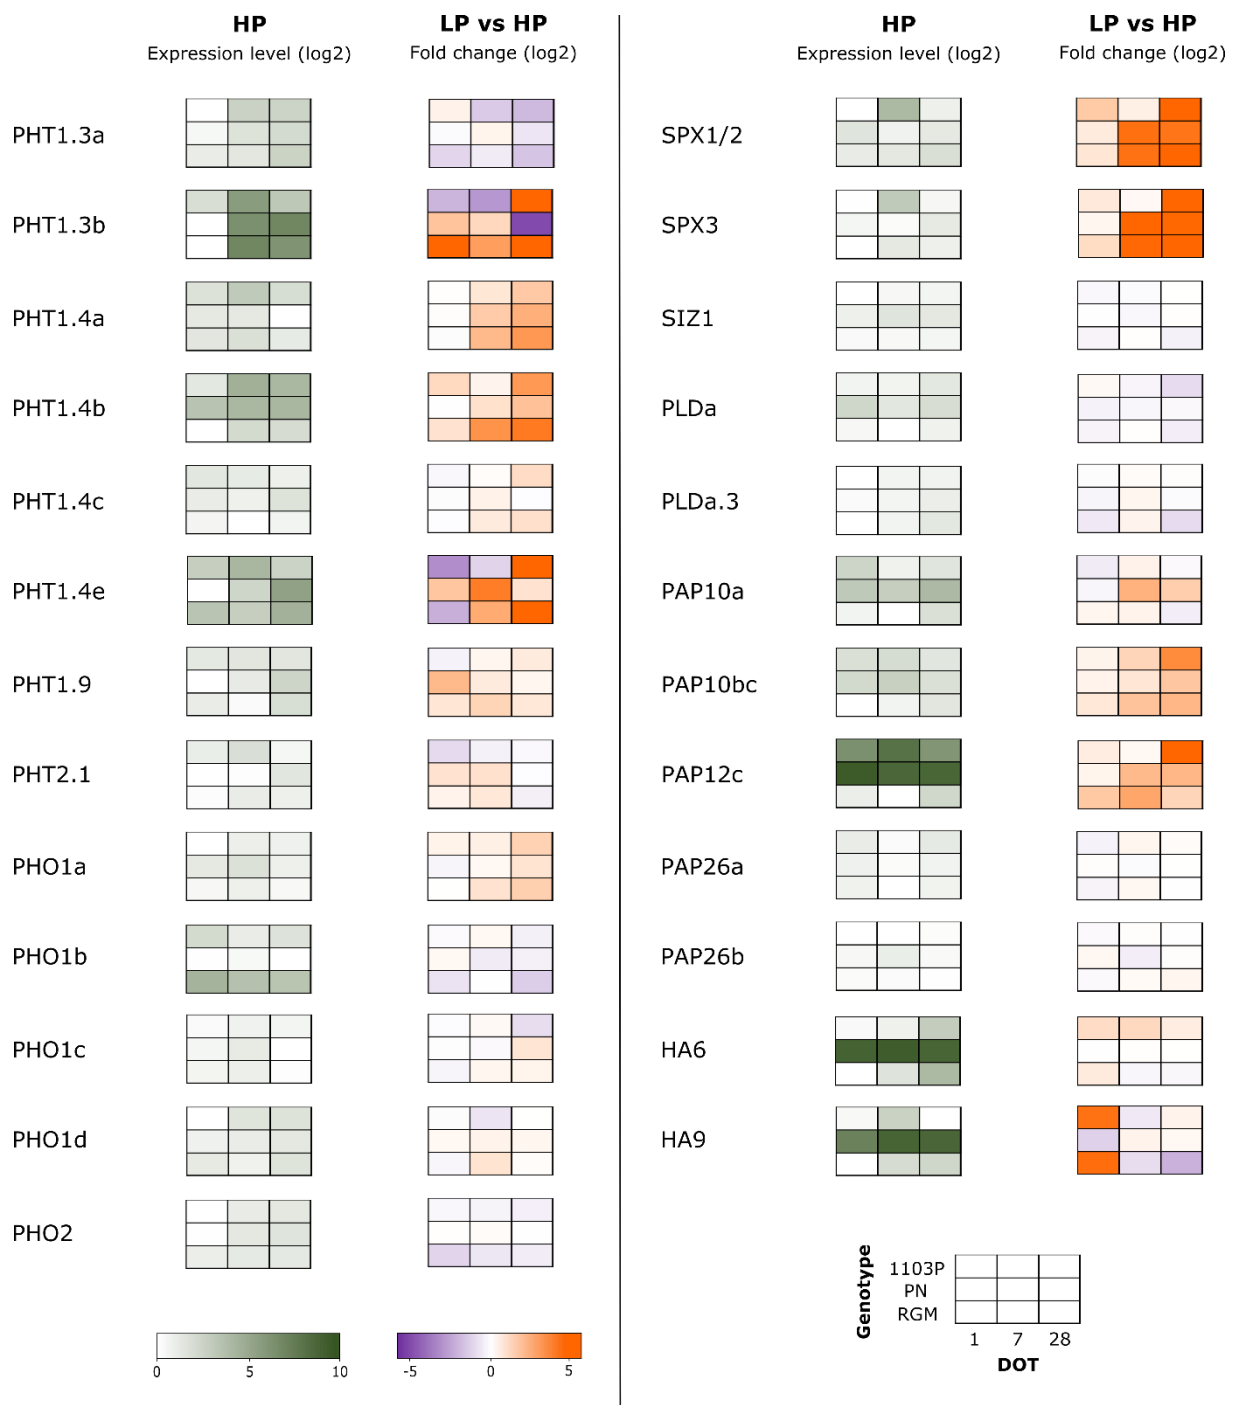 HP
Expression level (log2)
LP vs HP
Fold change (log2)
PHT1.3a
PHT1.3b
PHT1.4a
PHT1.4b
PHT1.4c
PHT1.4e
PHT1.9
PHT2.1
PHO1a
PHO1b
PHO1c
PHO1d
PHO2
0 5 10
-5 0 5
HP
Expression level (log2)
LP vs HP
Fold change (log2)
SPX1/2
SPX3
SIZ1
PLDa
PLDa.3
PAP10a
PAP10bc
PAP12c
PAP26a
PAP26b
HA6
HA9
Genotype
1103P
PN
RGM
1 7 28
DOT